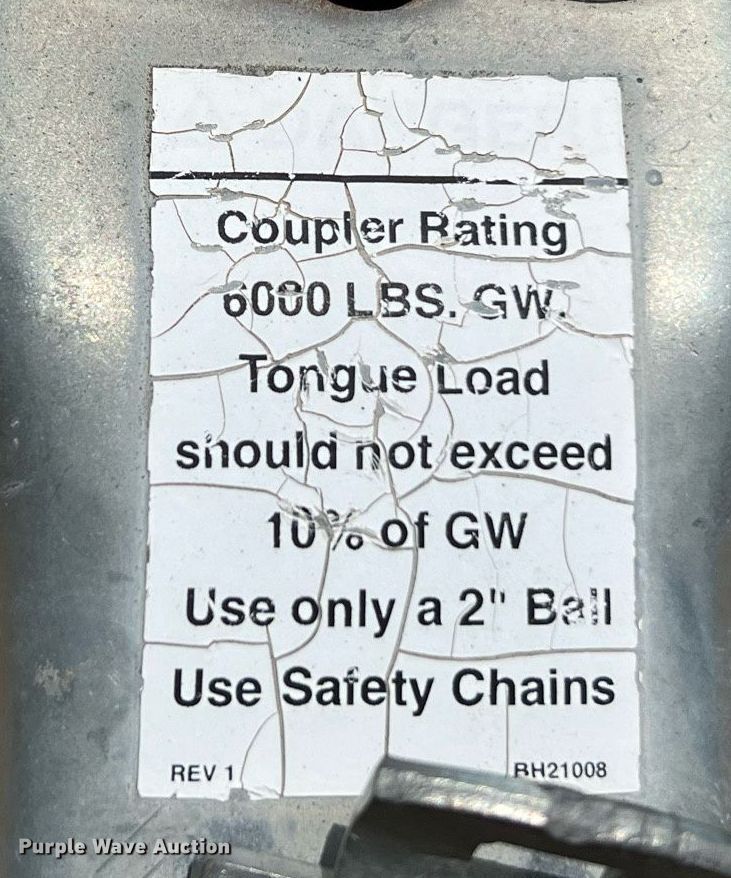 Coupler Rating
6000 LBS. GW.
Tongue Load
should not exceed
10% of GW
Use only a 2" Ball
Use Safety Chains
REV 1
BH21008
Purple Wave Auction